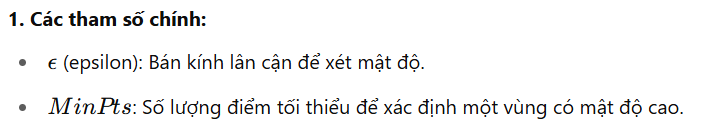 1. Các tham số chính:
• ϵ (epsilon): Bán kính lân cận để xét mật độ.
• MinPts: Số lượng điểm tối thiểu để xác định một vùng có mật độ cao.